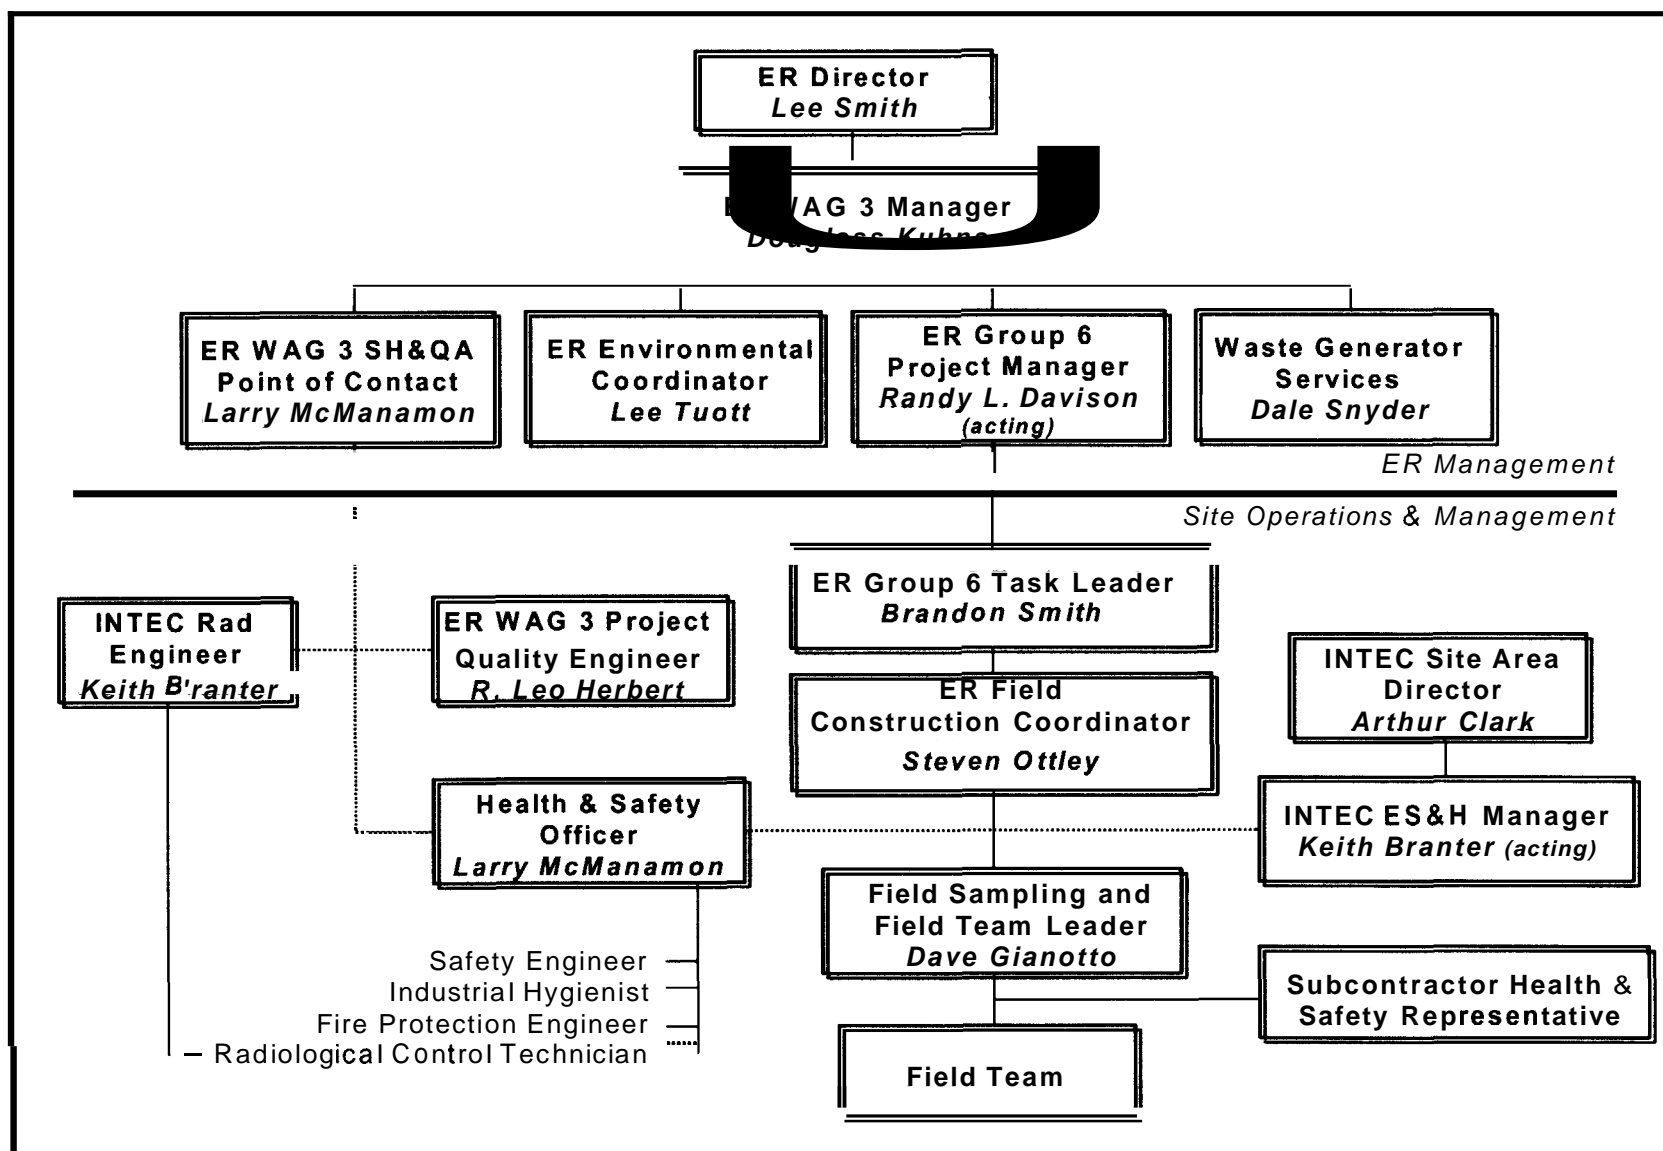 ER Director
Lee Smith
WAG 3 Manager
ER WAG 3 SH&QA
Point of Contact
Larry McManamon
ER Environmental
Coordinator
Lee Tuott
ER Group 6
Project Manager
Randy L. Davison
(acting)
Waste Generator
Services
Dale Snyder
ER Management
Site Operations & Management
INTEC Rad
Engineer
Keith B'ranter
ER WAG 3 Project
Quality Engineer
R. Leo Herbert
ER Group 6 Task Leader
Brandon Smith
ER Field
Construction Coordinator
Steven Ottley
INTEC Site Area
Director
Arthur Clark
Health & Safety
Officer
Larry McManamon
INTEC ES&H Manager
Keith Branter (acting)
Field Sampling and
Field Team Leader
Dave Gianotto
Safety Engineer
Industrial Hygienist
Fire Protection Engineer
Radiological Control Technician
Subcontractor Health &
Safety Representative
Field Team